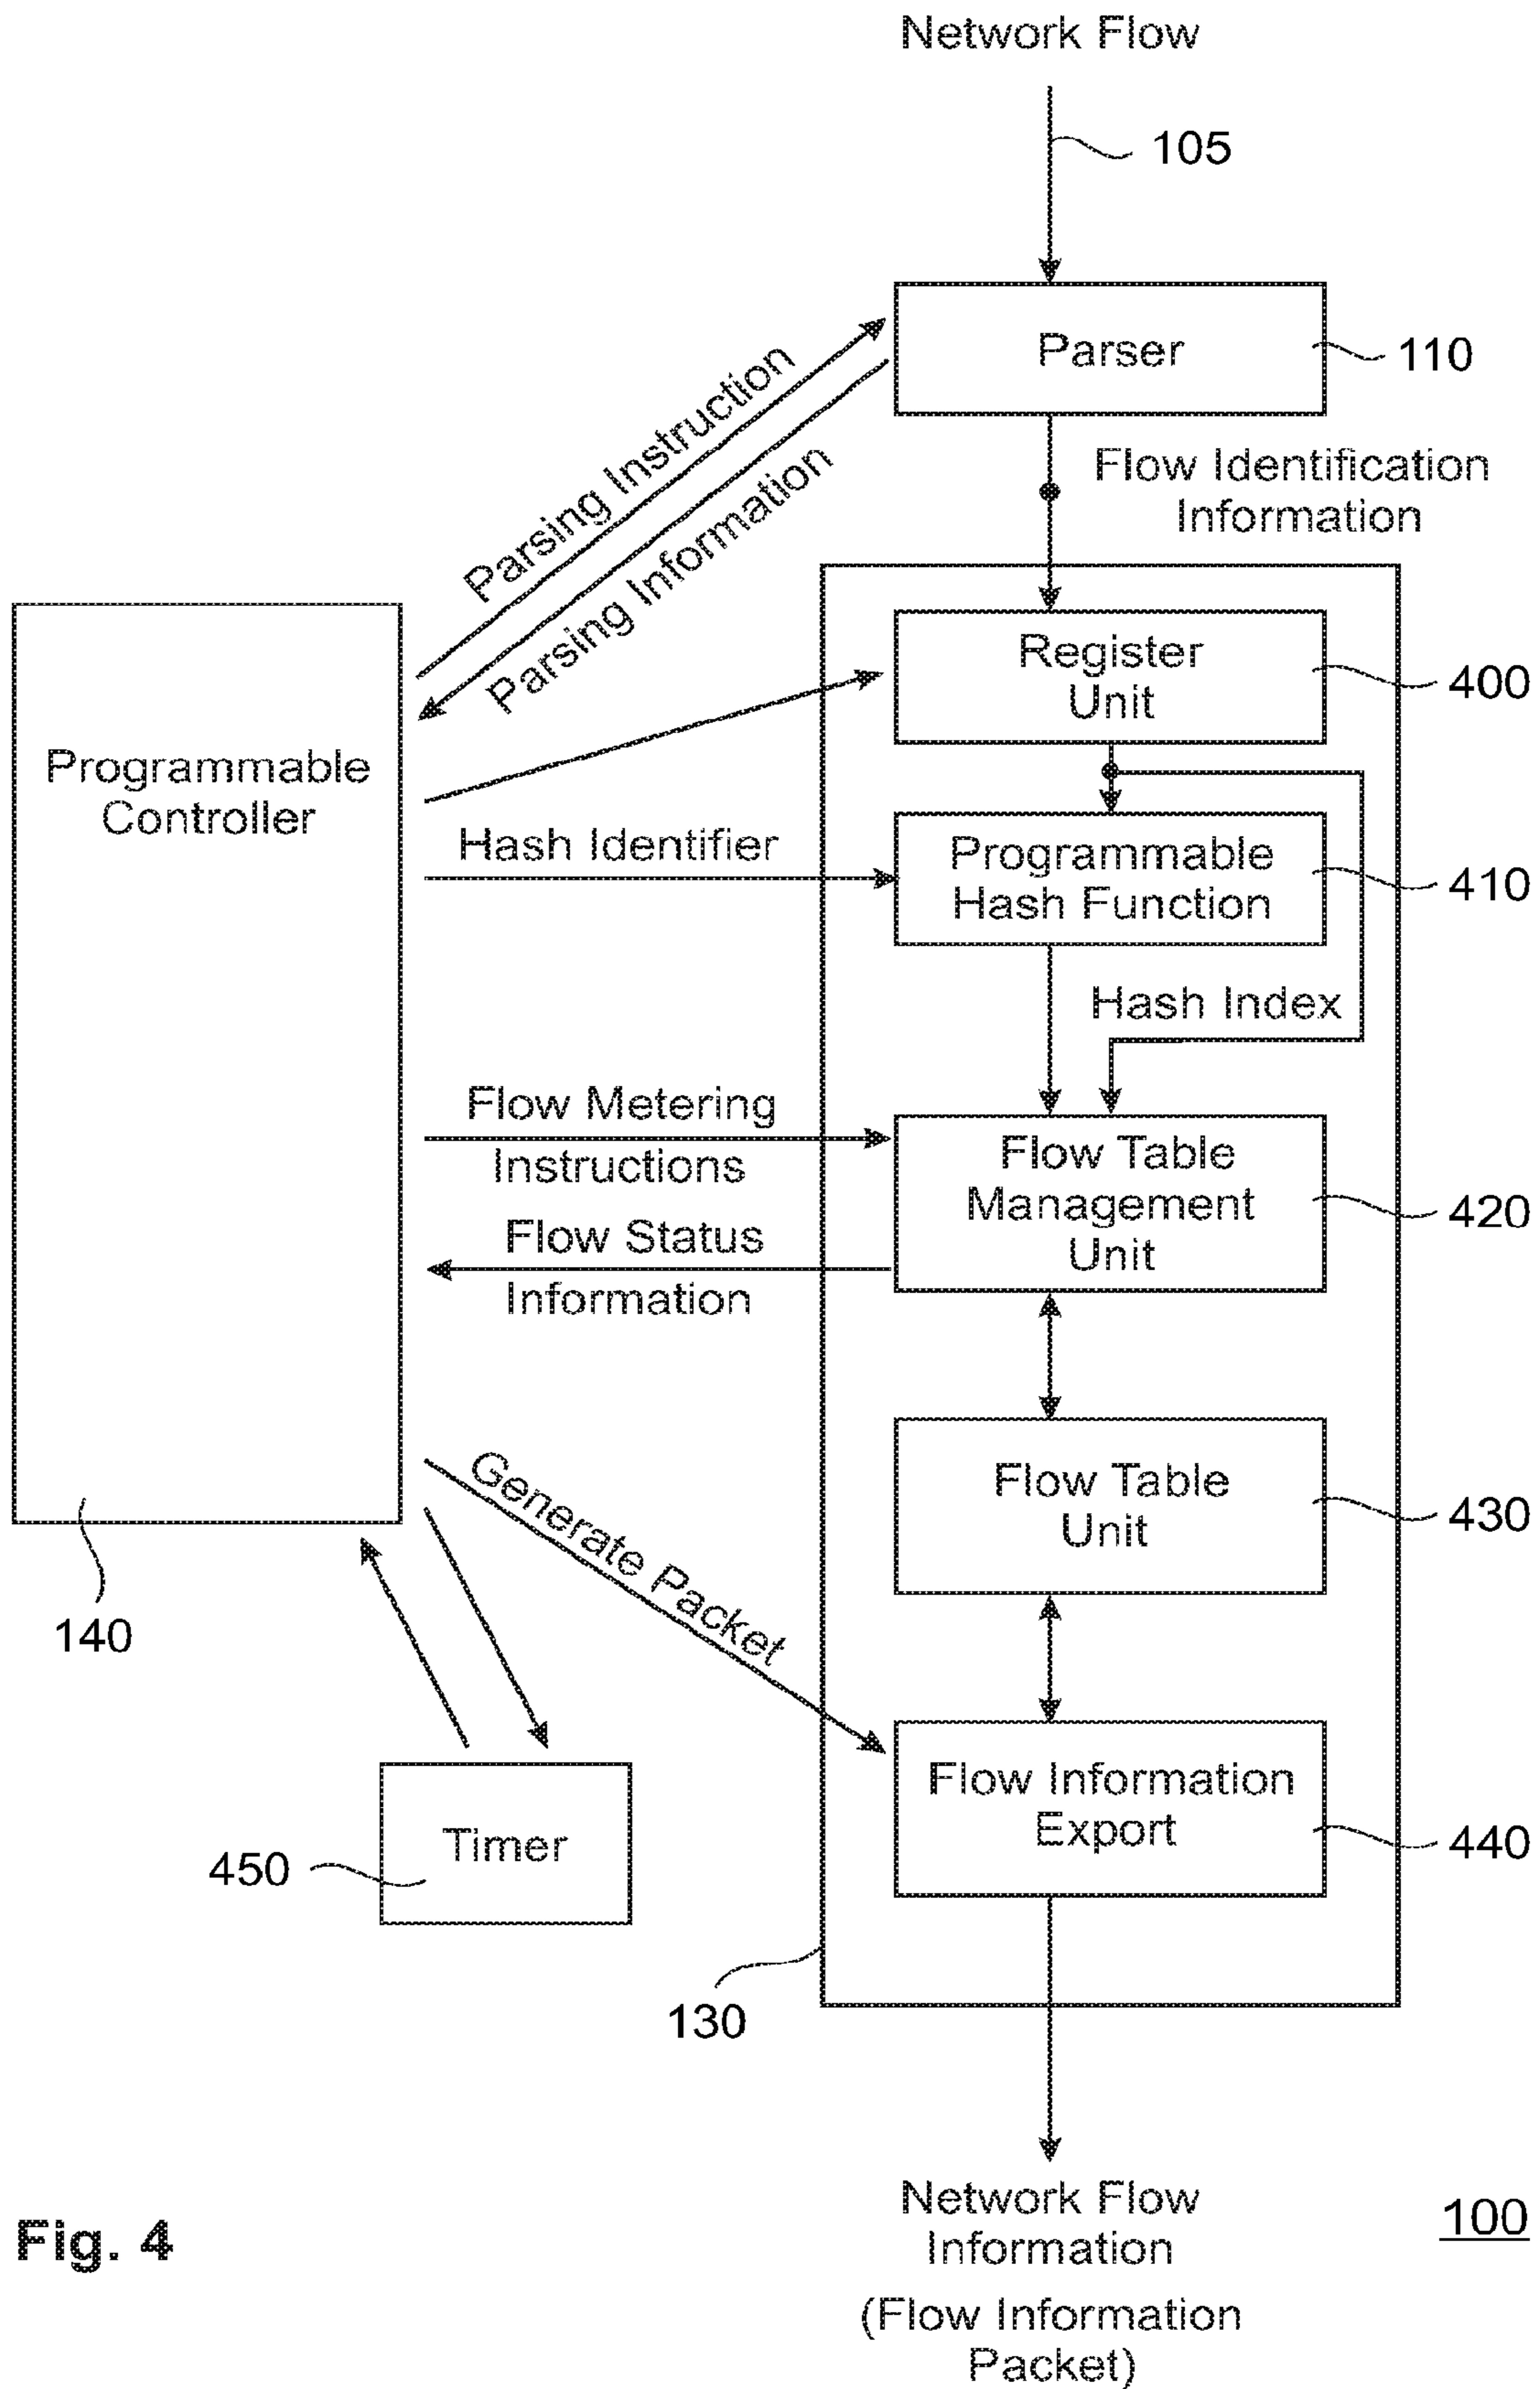 Network Flow
105
Parser
110
Parsing Instruction
Parsing Information
Flow Identification
Information
Register
Unit
400
Programmable
Controller
Hash Identifier
Programmable
Hash Function
410
Hash Index
Flow Metering
Instructions
Flow Table
Management
Unit
420
Flow Status
Information
Flow Table
Unit
430
Generate Packet
140
Flow Information
Export
440
Timer
450
130
Network Flow
Information
(Flow Information
Packet)
Fig. 4
100